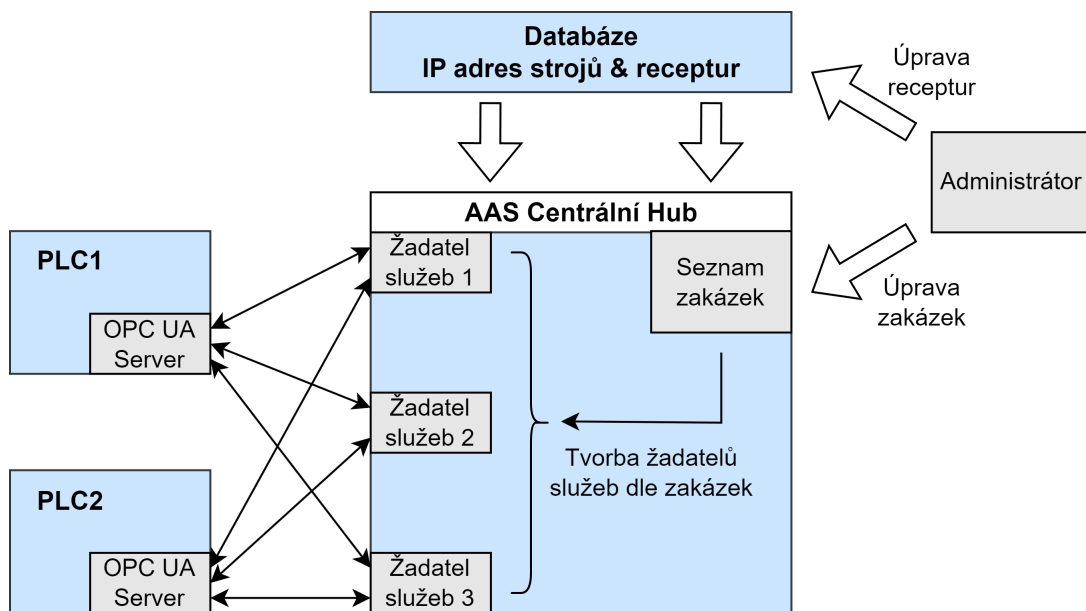 Databáze
IP adres strojů & receptur
Úprava
receptur
Administrátor
AAS Centrální Hub
Žadatel
služeb 1
Seznam
zakázek
Úprava
zakázek
PLC1
OPC UA
Server
Žadatel
služeb 2
Tvorba žadatelů
služeb dle zakázek
PLC2
OPC UA
Server
Žadatel
služeb 3